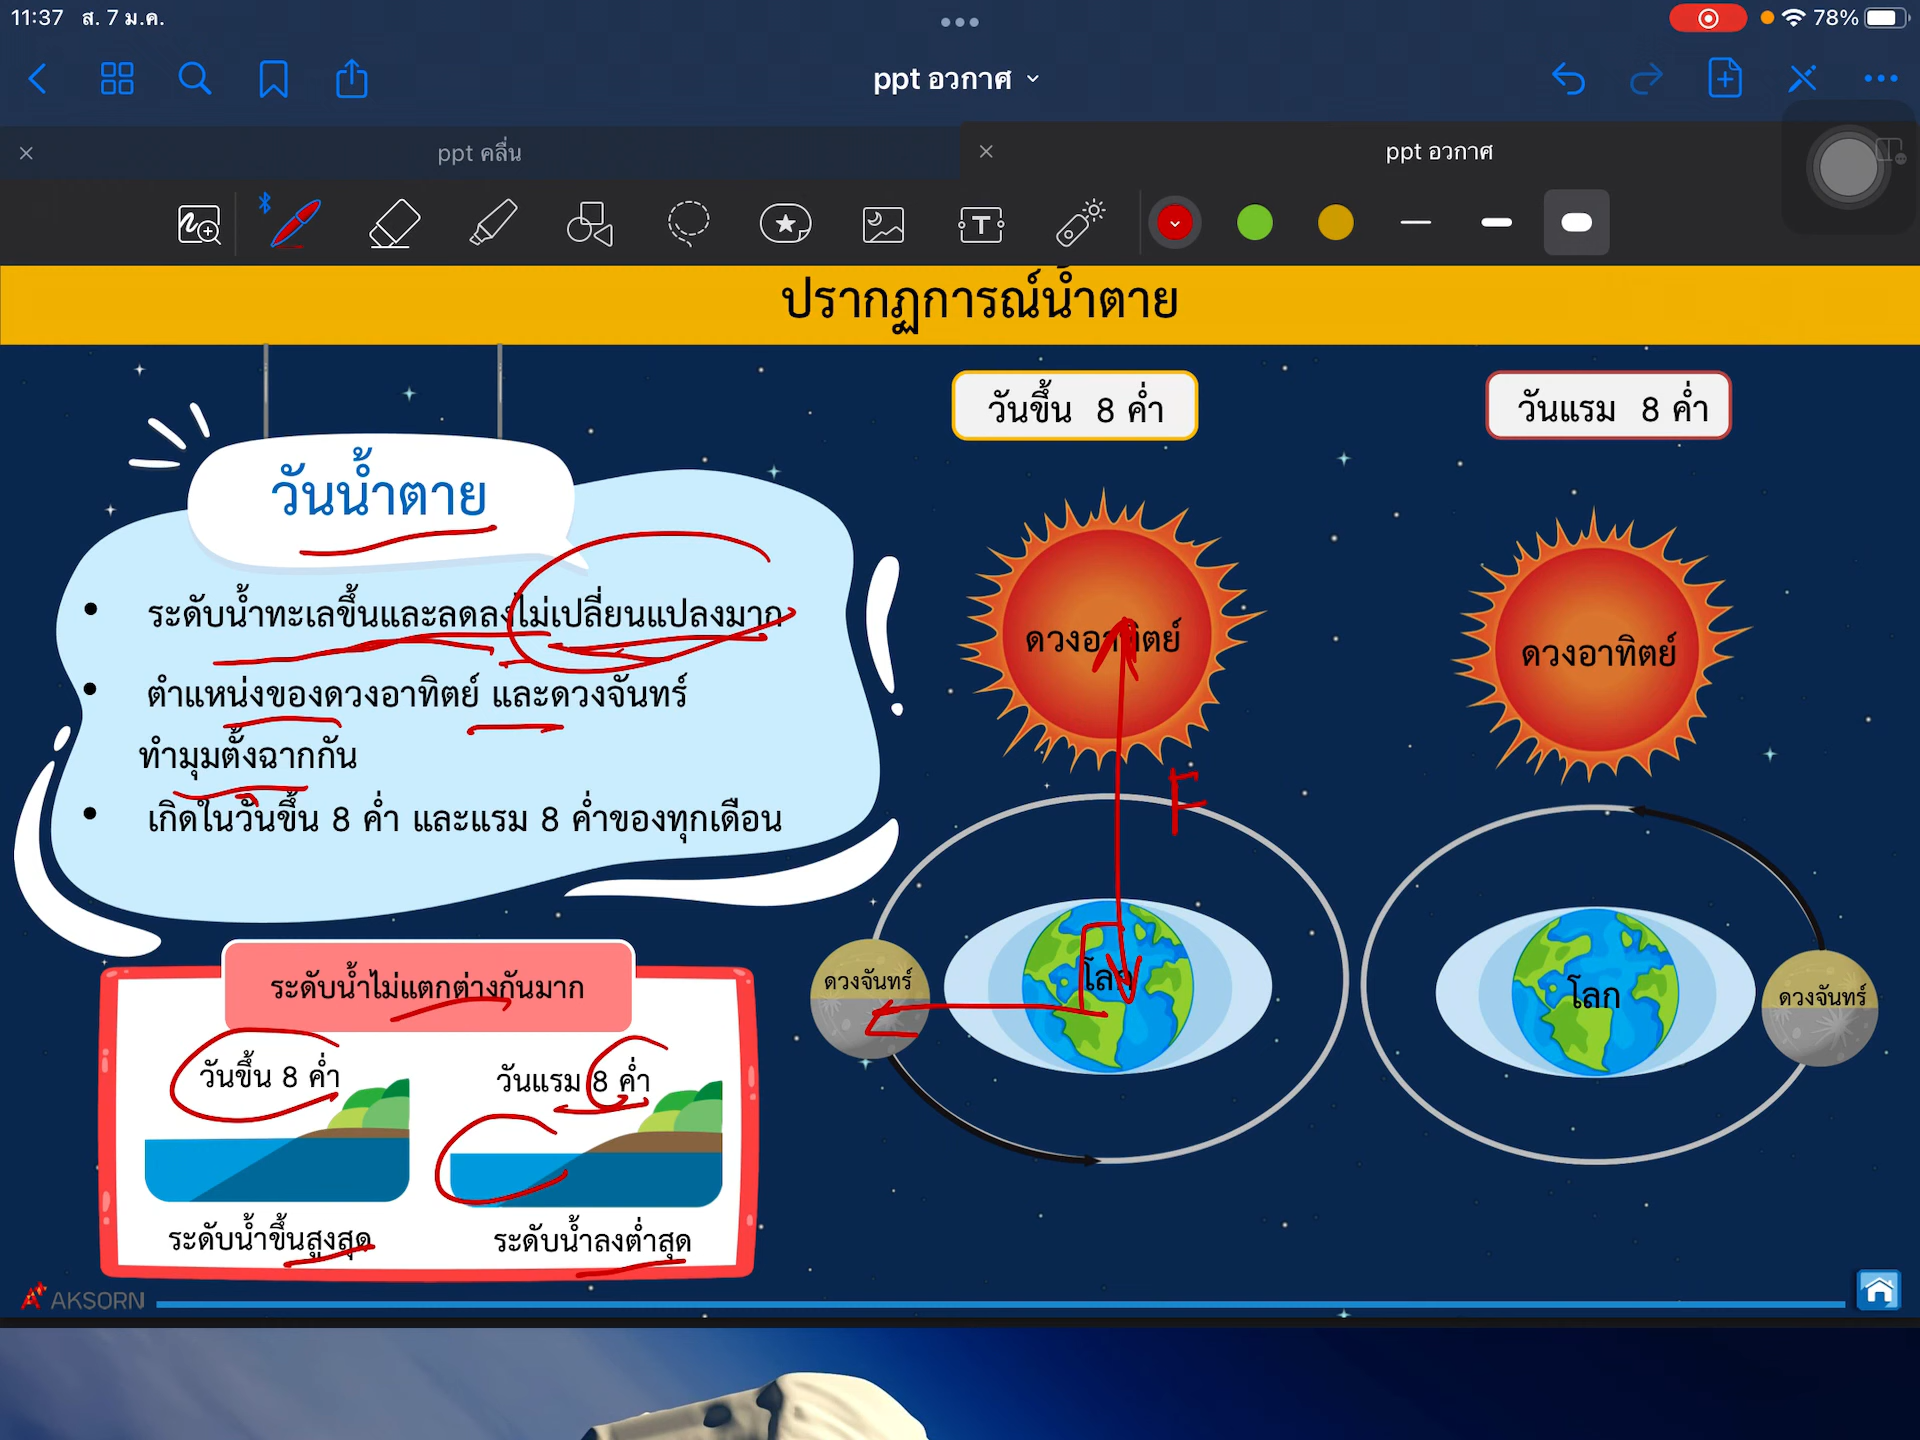 11:37 ส. 7 ม.ค.
78%
ppt อวกาศ
ppt คลื่น
ppt อวกาศ
T
ปรากฏการณ์น้ำตาย
วันขึ้น 8 ค่ำ
วันแรม 8 ค่ำ
วันน้ำตาย
• ระดับน้ำทะเลขึ้นและลดลงไม่เปลี่ยนแปลงมาก
• ตำแหน่งของดวงอาทิตย์ และดวงจันทร์
ทำมุมตั้งฉากกัน
• เกิดในวันขึ้น 8 ค่ำ และแรม 8 ค่ำของทุกเดือน
ดวงอาทิตย์
ดวงอาทิตย์
F
ดวงจันทร์
โลก
โลก
ดวงจันทร์
ระดับน้ำไม่แตกต่างกันมาก
วันขึ้น 8 ค่ำ
วันแรม 8 ค่ำ
ระดับน้ำขึ้นสูงสุด
ระดับน้ำลงต่ำสุด
AKSORN